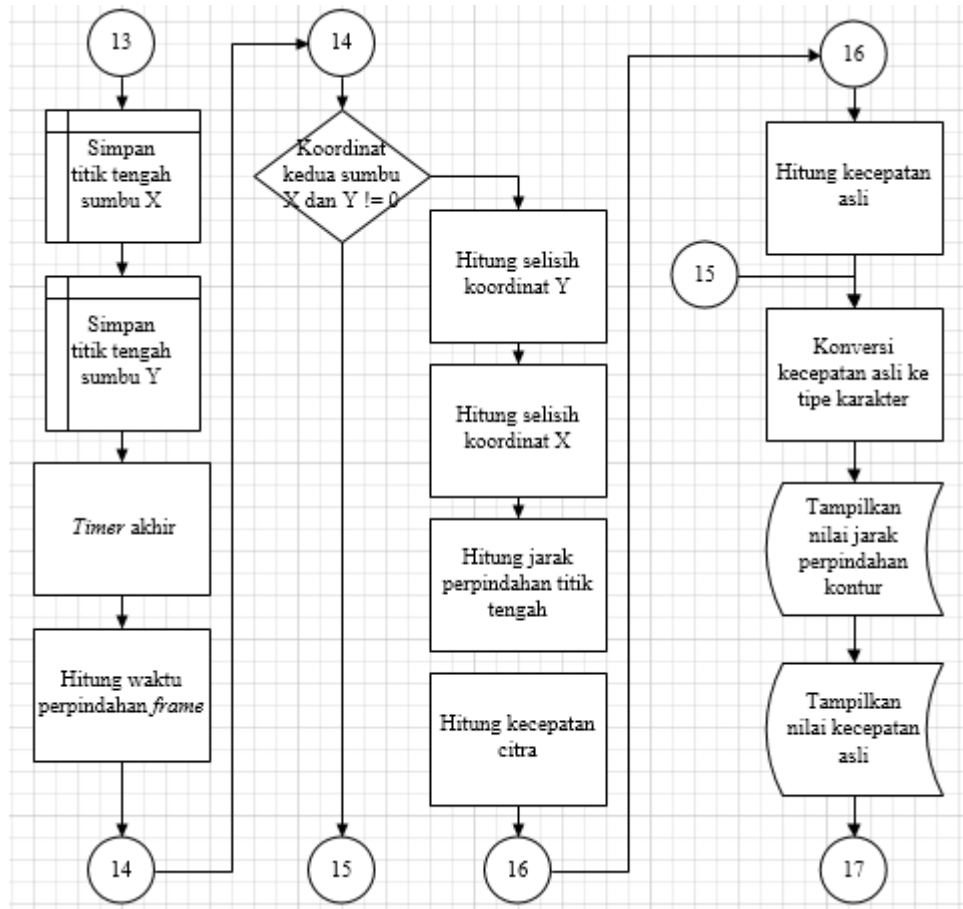 13
Simpan
titik tengah
sumbu X
Simpan
titik tengah
sumbu Y
Timer akhir
Hitung waktu
perpindahan frame
14
14
Koordinat
kedua sumbu
X dan Y != 0
15
Hitung selisih
koordinat Y
Hitung selisih
koordinat X
Hitung jarak
perpindahan titik
tengah
Hitung kecepatan
citra
16
16
Hitung kecepatan
asli
15
Konversi
kecepatan asli ke
tipe karakter
Tampilkan
nilai jarak
perpindahan
kontur
Tampilkan
nilai kecepatan
asli
17